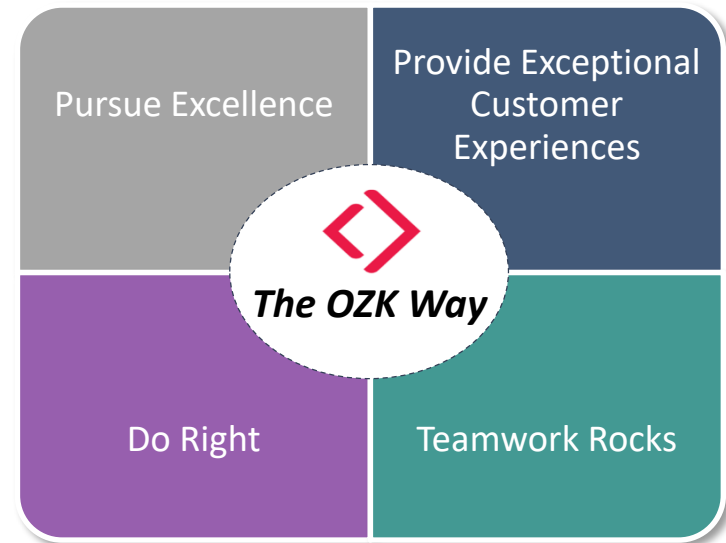 Pursue Excellence
Provide Exceptional
Customer
Experiences
The OZK Way
Do Right
Teamwork Rocks